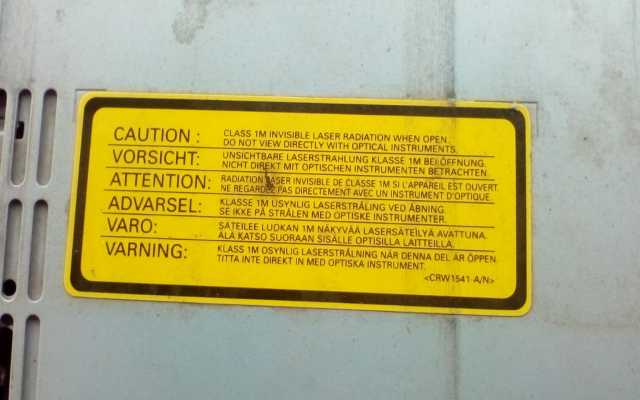 CAUTION : CLASS 1M INVISIBLE LASER RADIATION WHEN OPEN.
DO NOT VIEW DIRECTLY WITH OPTICAL INSTRUMENTS.
VORSICHT: UNSICHTBARE LASERSTRAHLUNG KLASSE 1M BEI ÖFFNUNG.
NICHT DIREKT MIT OPTISCHEN INSTRUMENTEN BETRACHTEN.
ATTENTION: RADIATION LASER INVISIBLE DE CLASSE 1M SI L'APPAREIL EST OUVERT.
NE REGARDEZ PAS DIRECTEMENT AVEC UN INSTRUMENT D'OPTIQUE.
ADVARSEL: KLASSE 1M USYNLIG LASERSTRÅLING VED ÅBNING.
SE IKKE PÅ STRÅLEN MED OPTISKE INSTRUMENTER.
VARO: SÄTEILEE LUOKAN 1M NÄKYVÄÄ LASERSÄTEILYÄ AVATTUNA.
ÄLÄ KATSO SUORAAN SISÄLLE OPTISILLA LAITTEILLA.
VARNING: KLASS 1M OSYNLIG LASERSTRÅLNING NÄR DENNA DEL ÄR ÖPPEN.
TITTA INTE DIREKT IN MED OPTISKA INSTRUMENT.
<CRW1541-A/N>